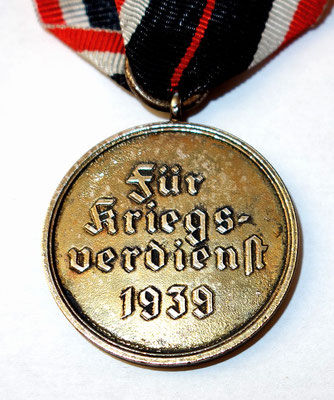 Für
Kriegs-
verdienſt
1939